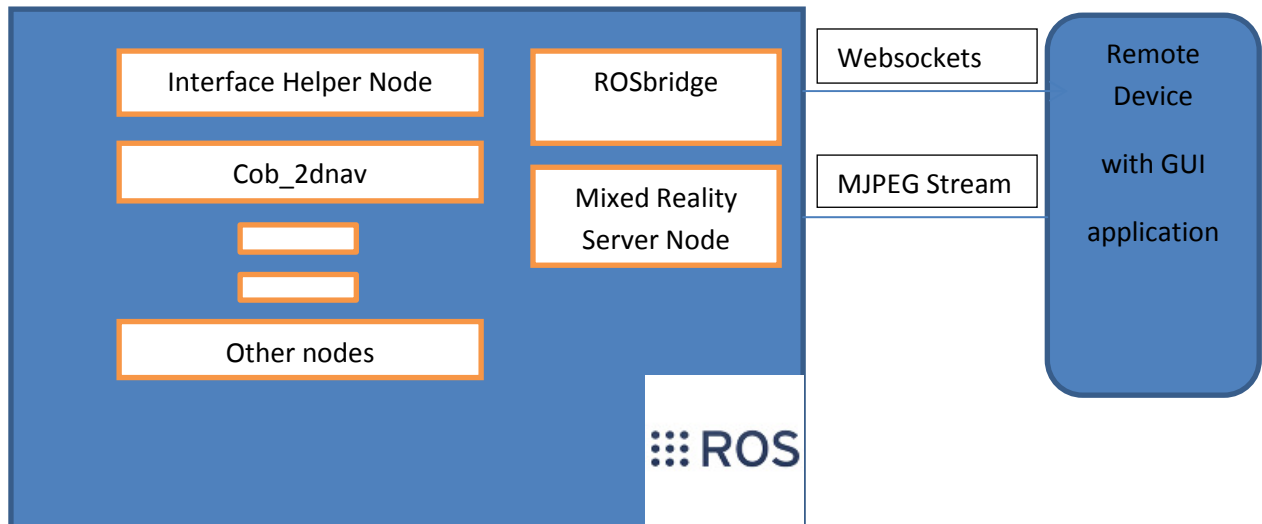 Interface Helper Node
Cob_2dnav
Other nodes
ROSbridge
Mixed Reality
Server Node
ROS
Websockets
MJPEG Stream
Remote
Device
with GUI
application